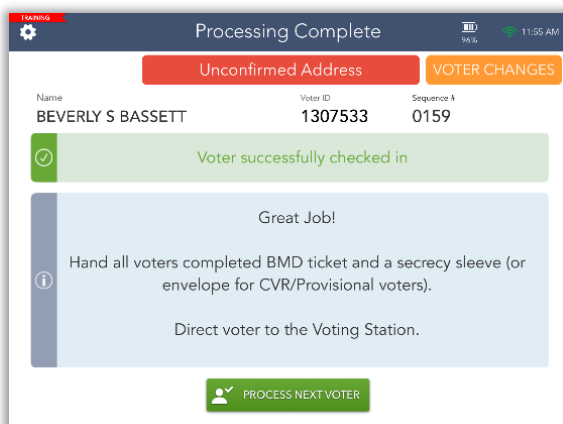 TRAINING
Processing Complete
96%
11:55 AM
Unconfirmed Address
VOTER CHANGES
Name
Voter ID
Sequence #
BEVERLY S BASSETT
1307533
0159
Voter successfully checked in
Great Job!
Hand all voters completed BMD ticket and a secrecy sleeve (or
envelope for CVR/Provisional voters).
Direct voter to the Voting Station.
PROCESS NEXT VOTER